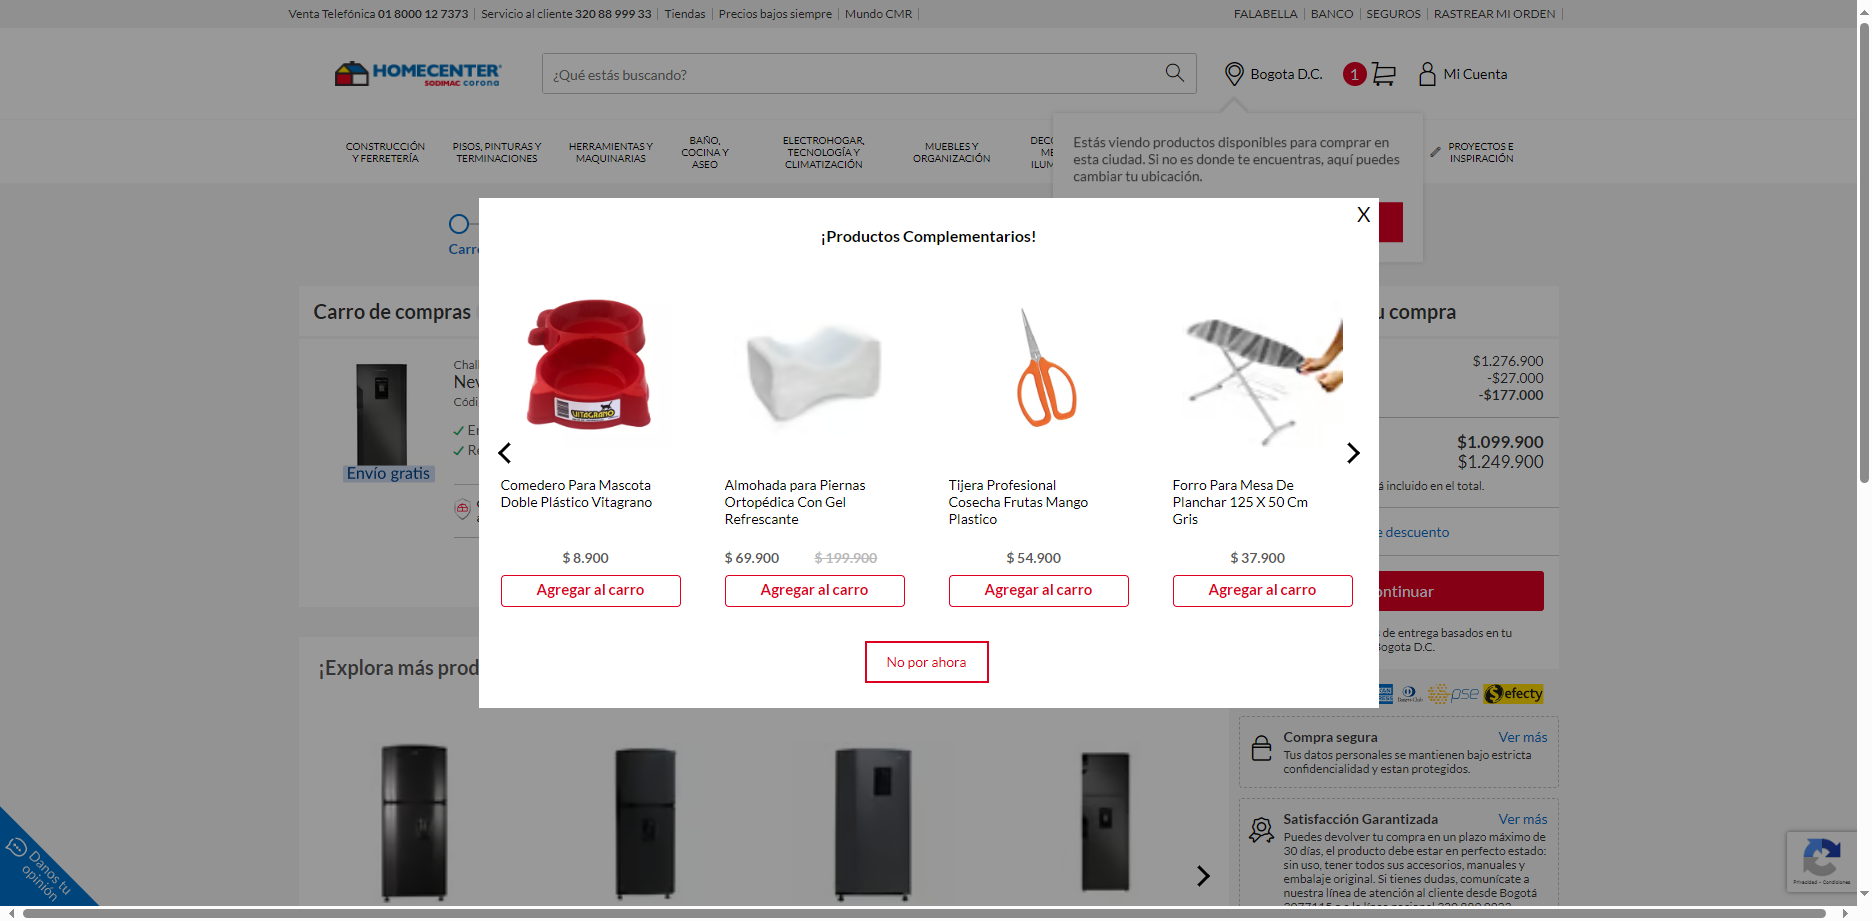 Venta Telefónica 01 8000 12 7373 Servicio al cliente 320 88 999 33 Tiendas Precios bajos siempre Mundo CMR FALABELLA BANCO SEGUROS RASTREAR MI ORDEN
HOMECENTER
SODIMAC corona
¿Qué estás buscando?
Bogota D.C.
1
Mi Cuenta
CONSTRUCCIÓN
Y FERRETERÍA
PISOS, PINTURAS Y
TERMINACIONES
HERRAMIENTAS Y
MAQUINARIAS
BAÑO,
COCINA Y
ASEO
ELECTROHOGAR,
TECNOLOGÍA Y
CLIMATIZACIÓN
MUEBLES Y
ORGANIZACIÓN
PROYECTOS E
INSPIRACIÓN
Estás viendo productos disponibles para comprar en
esta ciudad. Si no es donde te encuentras, aquí puedes
cambiar tu ubicación.
X
¡Productos Complementarios!
VITAGRANO
Comedero Para Mascota
Doble Plástico Vitagrano
$ 8.900
Agregar al carro
Almohada para Piernas
Ortopédica Con Gel
Refrescante
$ 69.900 $ 199.900
Agregar al carro
Tijera Profesional
Cosecha Frutas Mango
Plastico
$ 54.900
Agregar al carro
Forro Para Mesa De
Planchar 125 X 50 Cm
Gris
$ 37.900
Agregar al carro
No por ahora
Carro de compras
Envío gratis
compra
$1.276.900
-$27.000
-$177.000
$1.099.900
$1.249.900
incluido en el total.
descuento
de entrega basados en tu
Bogota D.C.
pse
efecty
¡Explora más
Compra segura Ver más
Tus datos personales se mantienen bajo estricta
confidencialidad y estan protegidos.
Satisfacción Garantizada Ver más
Puedes devolver tu compra en un plazo máximo de
30 días, el producto debe estar en perfecto estado:
sin uso, tener todos sus accesorios, manuales y
embalaje original. Si tienes dudas, comunícate a
nuestra línea de atención al cliente desde Bogotá
Danos tu
opinión
Privacidad - Condiciones